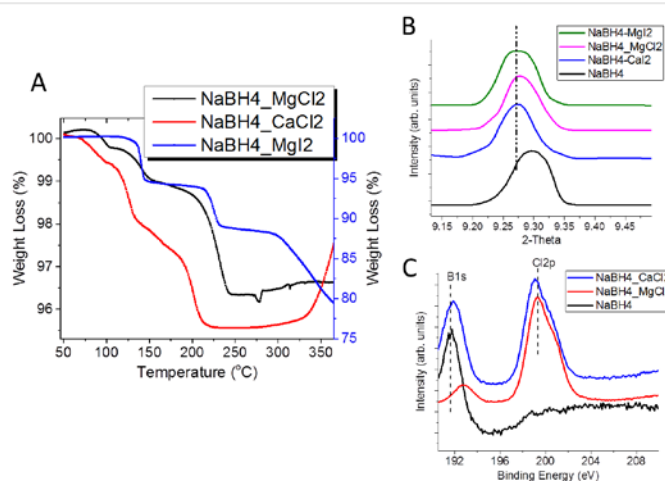 A
NaBH4_MgCl2
NaBH4_CaCl2
NaBH4_MgI2
Weight Loss (%)
100
99
98
97
96
95
100
95
90
85
80
75
Weight Loss (%)
50 100 150 200 250 300 350
Temperature (°C)
B
NaBH4-MgI2
NaBH4_MgCl2
NaBH4-CaI2
NaBH4
Intensity (arb. units)
9.15 9.20 9.25 9.30 9.35 9.40 9.45
2-Theta
C
B1s
Cl2p
NaBH4_CaCl2
NaBH4_MgCl
NaBH4
Intensity (arb. units)
192 196 200 204 208
Binding Energy (eV)